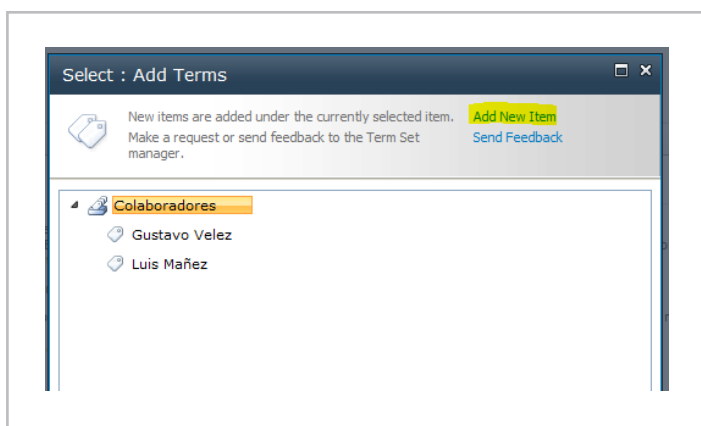 Select : Add Terms
New items are added under the currently selected item. Add New Item
Make a request or send feedback to the Term Set Send Feedback
manager.
Colaboradores
Gustavo Velez
Luis Mañez